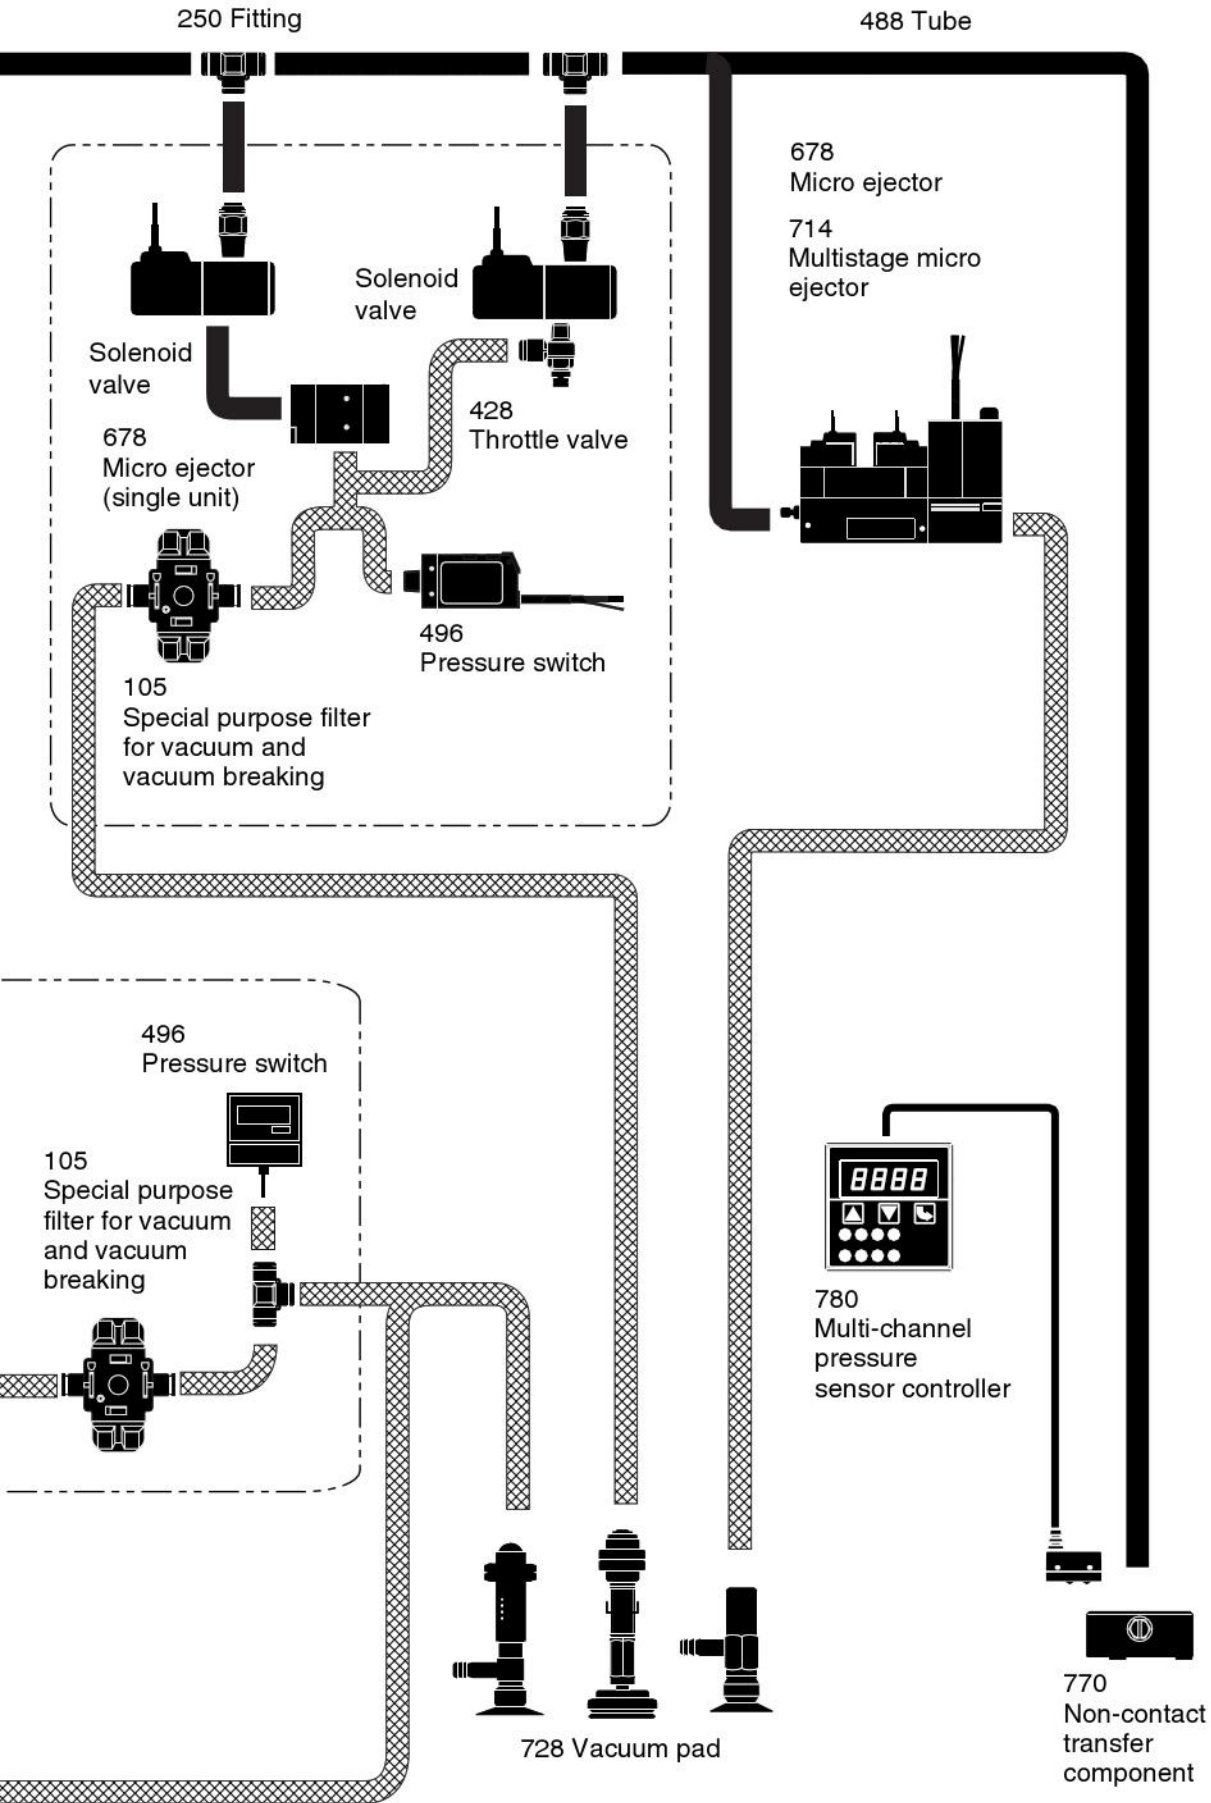 250 Fitting
488 Tube
678
Micro ejector
714
Multistage micro
ejector
Solenoid
valve
Solenoid
valve
428
Throttle valve
678
Micro ejector
(single unit)
496
Pressure switch
105
Special purpose filter
for vacuum and
vacuum breaking
496
Pressure switch
105
Special purpose
filter for vacuum
and vacuum
breaking
8888
780
Multi-channel
pressure
sensor controller
728 Vacuum pad
770
Non-contact
transfer
component